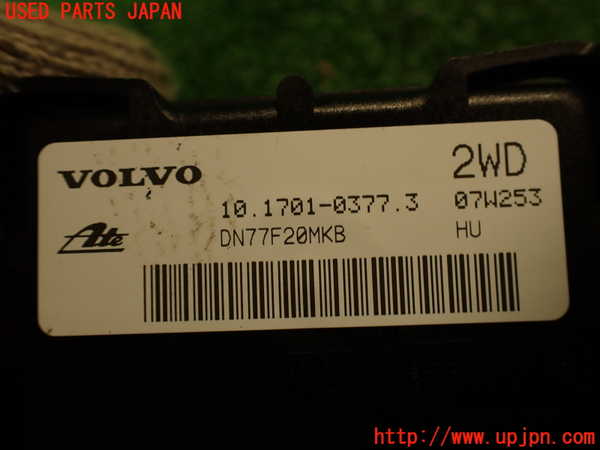 USED PARTS JAPAN
VOLVO
2WD
10.1701-0377.3
07W253
Ate
DN77F20MKB
HU
http://www.upjpn.com/